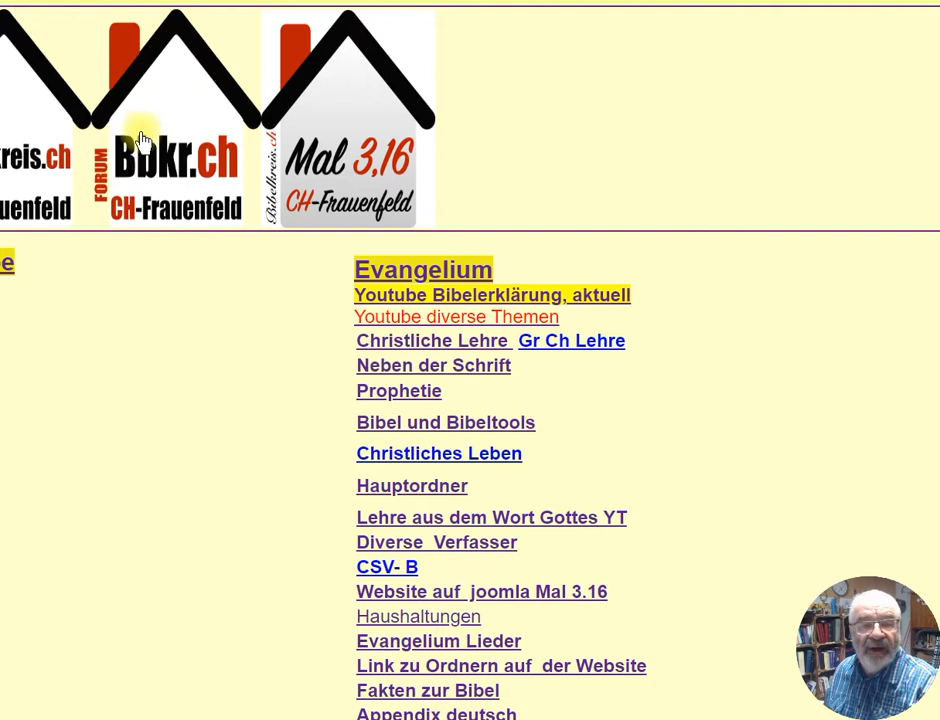 kreis.ch
FORUM
Bbkr.ch
Bibelkreis.ch
Mal 3,16
uenfeld
CH-Frauenfeld
CH-Frauenfeld
e
Evangelium
Youtube Bibelerklärung, aktuell
Youtube diverse Themen
Christliche Lehre Gr Ch Lehre
Neben der Schrift
Prophetie
Bibel und Bibeltools
Christliches Leben
Hauptordner
Lehre aus dem Wort Gottes YT
Diverse Verfasser
CSV- B
Website auf joomla Mal 3.16
Haushaltungen
Evangelium Lieder
Link zu Ordnern auf der Website
Fakten zur Bibel
Appendix deutsch